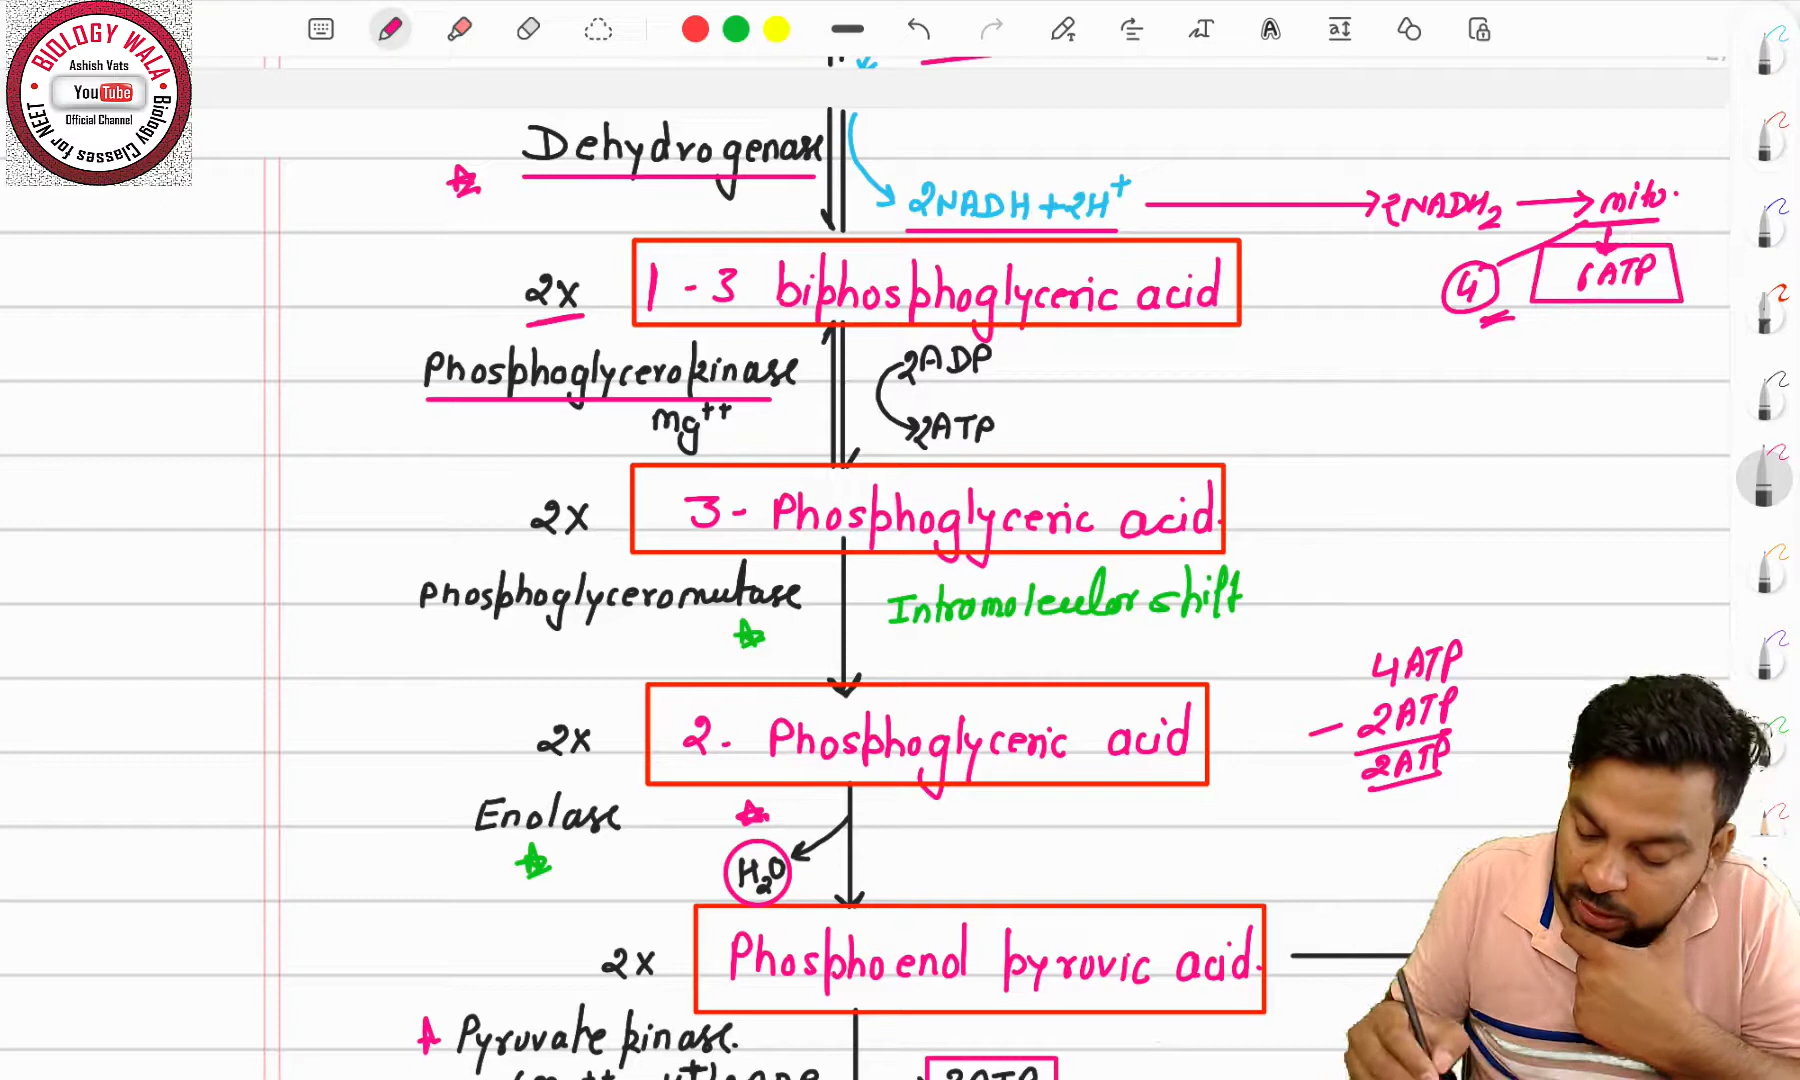 BIOLOGY WALA
Ashish Vats
YouTube
Official Channel
Biology Classes for NEET
Dehydrogenase
2NADH+2H⁺ → 2NADH₂ → mito.
4 6ATP
2x 1-3 biphosphoglyceric acid
Phosphoglycerokinase
mg⁺⁺
2ADP
2ATP
2x 3-Phosphoglyceric acid.
Phosphoglyceromutase
Intromoleculor shift
4ATP
- 2ATP
2ATP
2x 2-Phosphoglyceric acid
Enolase
H₂O
2x Phosphoenol pyruvic acid.
Pyruvate kinase.
2ATP